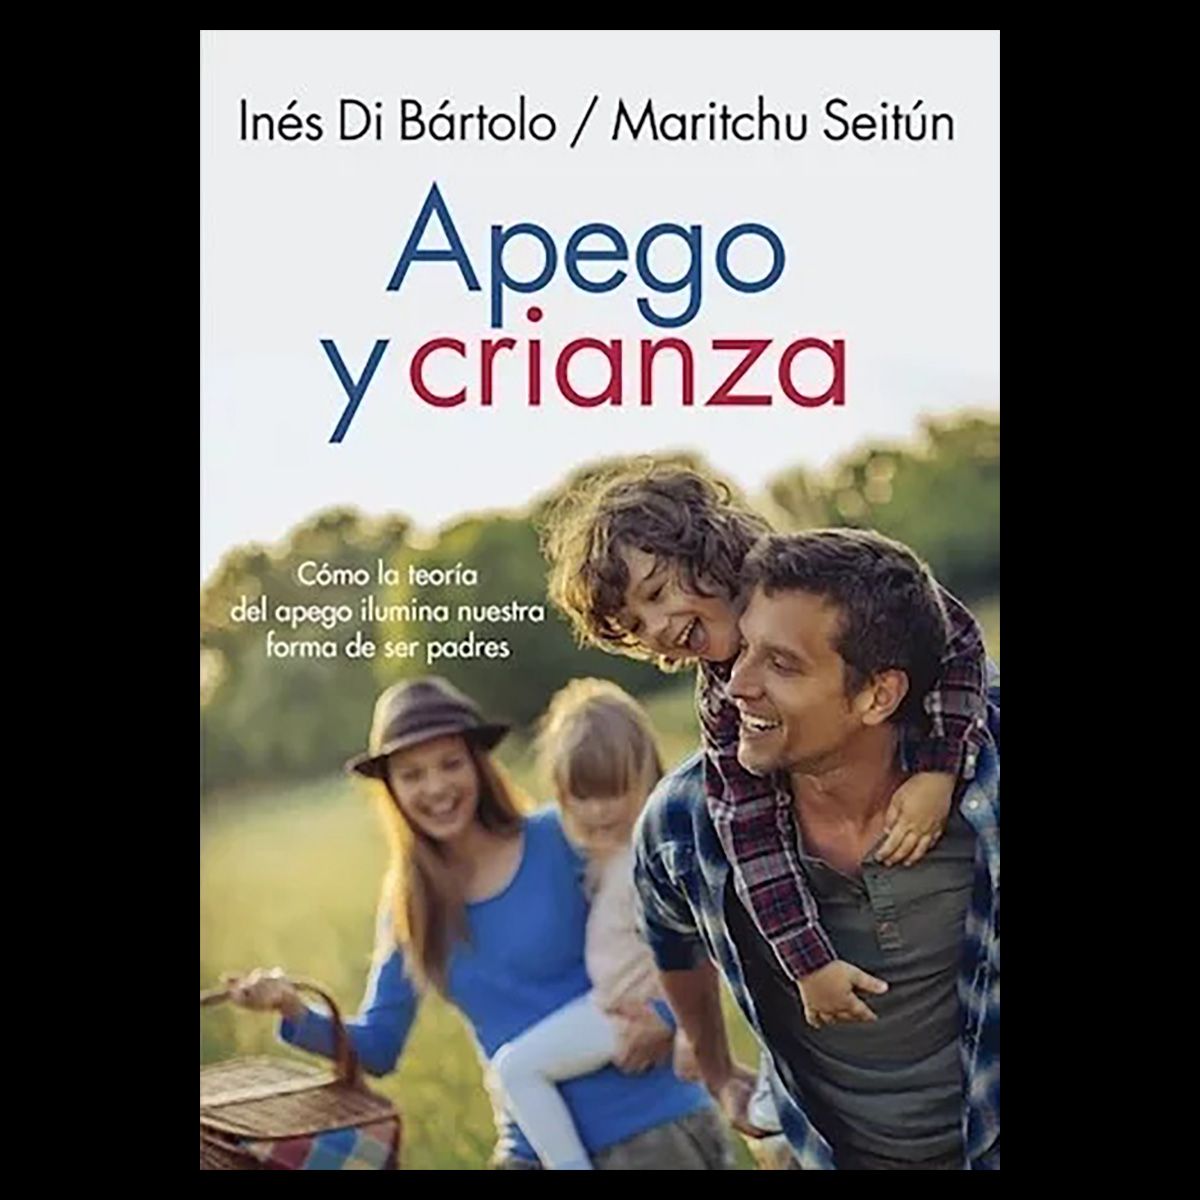 Inés Di Bártolo / Maritchu Seitún
Apego
y crianza
Cómo la teoría
del apego ilumina nuestra
forma de ser padres